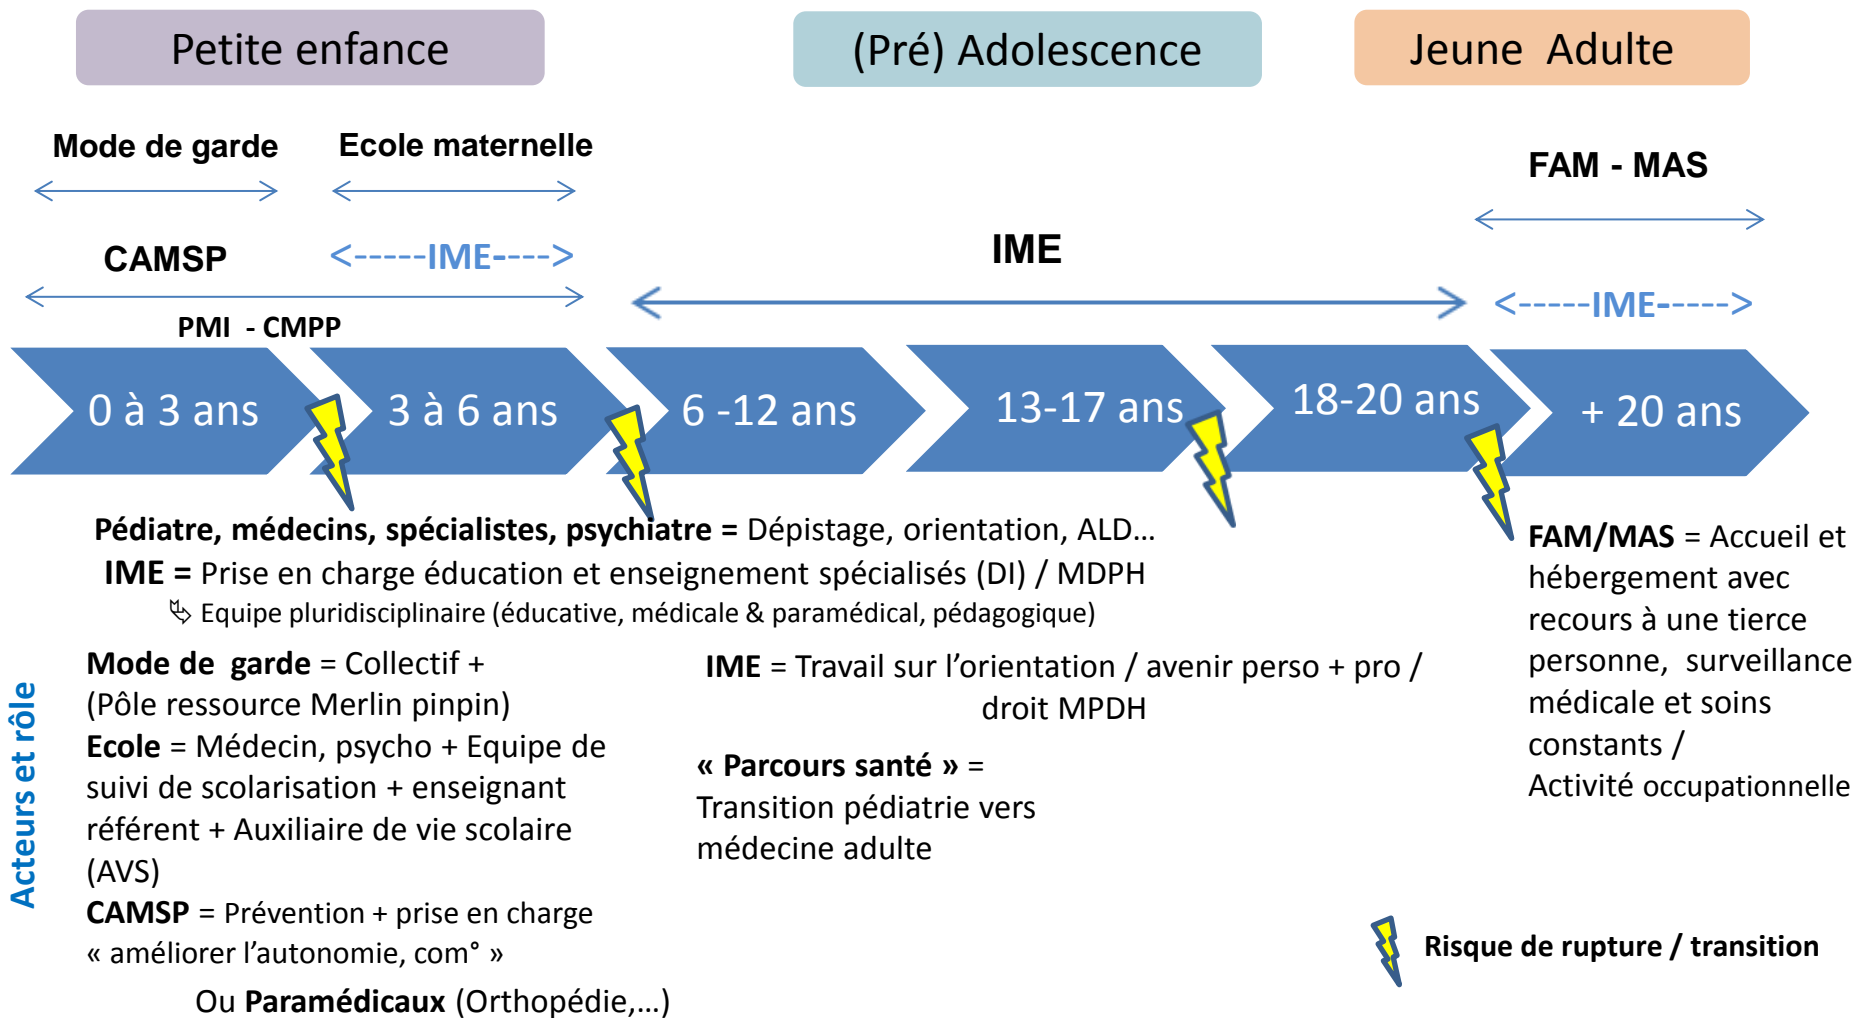 Petite enfance
(Pré) Adolescence
Jeune Adulte
Mode de garde
Ecole maternelle
FAM - MAS
CAMSP
<-----IME----->
IME
<-----IME----->
PMI - CMPP
0 à 3 ans
3 à 6 ans
6 -12 ans
13-17 ans
18-20 ans
+ 20 ans
Pédiatre, médecins, spécialistes, psychiatre = Dépistage, orientation, ALD...
IME = Prise en charge éducation et enseignement spécialisés (DI) / MDPH
↳ Equipe pluridisciplinaire (éducative, médicale & paramédical, pédagogique)
Acteurs et rôle
Mode de garde = Collectif +
(Pôle ressource Merlin pinpin)
Ecole = Médecin, psycho + Equipe de
suivi de scolarisation + enseignant
référent + Auxiliaire de vie scolaire
(AVS)
CAMSP = Prévention + prise en charge
« améliorer l'autonomie, com° »
Ou Paramédicaux (Orthopédie,...)
IME = Travail sur l'orientation / avenir perso + pro /
droit MPDH
« Parcours santé » =
Transition pédiatrie vers
médecine adulte
FAM/MAS = Accueil et
hébergement avec
recours à une tierce
personne, surveillance
médicale et soins
constants /
Activité occupationnelle
Risque de rupture / transition